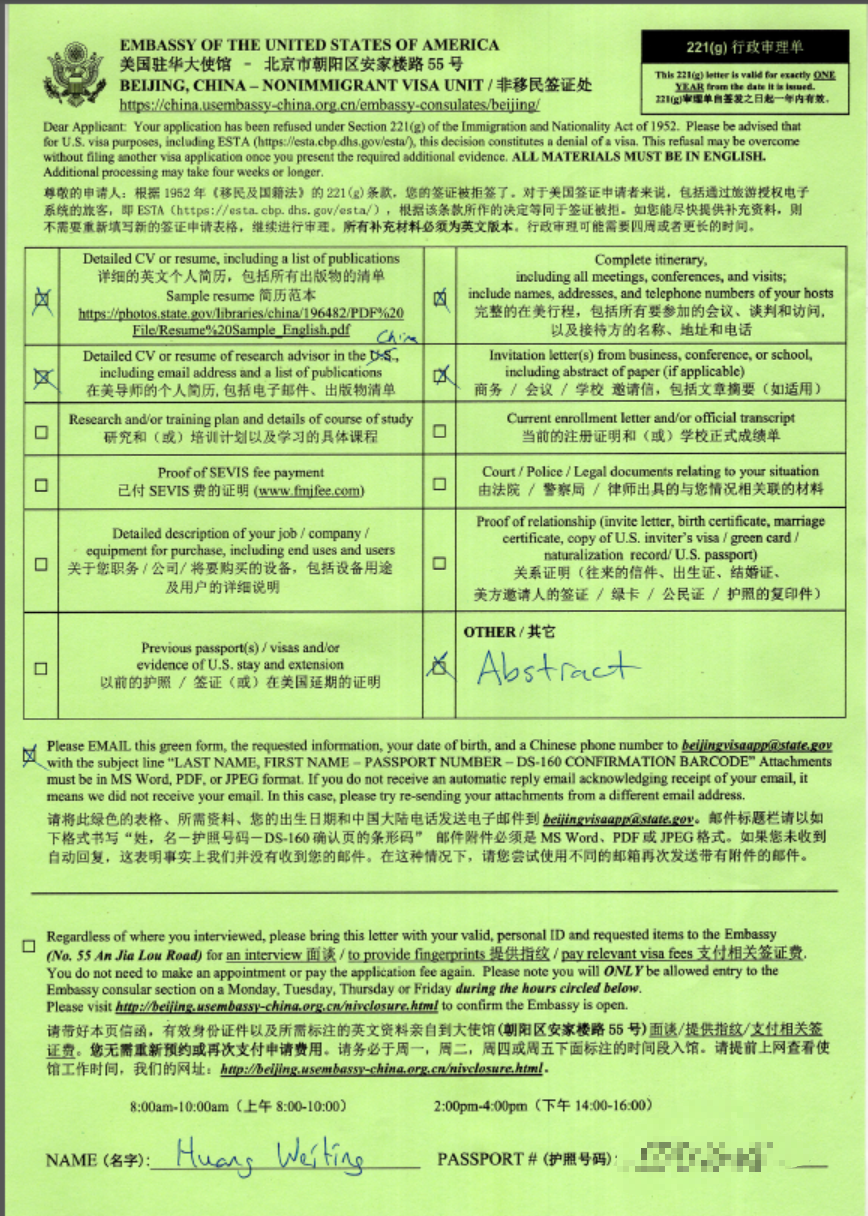 EMBASSY OF THE UNITED STATES OF AMERICA
美国驻华大使馆 - 北京市朝阳区安家楼路 55 号
BEIJING, CHINA – NONIMMIGRANT VISA UNIT / 非移民签证处
https://china.usembassy-china.org.cn/embassy-consulates/beijing/
221(g) 行政审理单
This 221(g) letter is valid for exactly ONE
YEAR from the date it is issued.
221(g)审理单自签发之日起一年内有效。
Dear Applicant: Your application has been refused under Section 221(g) of the Immigration and Nationality Act of 1952. Please be advised that
for U.S. visa purposes, including ESTA (https://esta.cbp.dhs.gov/esta/), this decision constitutes a denial of a visa. This refusal may be overcome
without filing another visa application once you present the required additional evidence. ALL MATERIALS MUST BE IN ENGLISH.
Additional processing may take four weeks or longer.
尊敬的申请人：根据 1952 年《移民及国籍法》的 221(g)条款，您的签证被拒签了。对于美国签证申请者来说，包括通过旅游授权电子
系统的旅客，即 ESTA（https://esta.cbp.dhs.gov/esta/），根据该条款所作的决定等同于签证被拒。如您能尽快提供补充资料，则
不需要重新填写新的签证申请表格，继续进行审理。所有补充材料必须为英文版本。行政审理可能需要四周或者更长的时间。
Detailed CV or resume, including a list of publications
详细的英文个人简历，包括所有出版物的清单
Sample resume 简历范本
https://photos.state.gov/libraries/china/196482/PDF%20
File/Resume%20Sample_English.pdf
Complete itinerary,
including all meetings, conferences, and visits;
include names, addresses, and telephone numbers of your hosts
完整的在美行程，包括所有要参加的会议、谈判和访问，
以及接待方的名称、地址和电话
China
Detailed CV or resume of research advisor in the U.S.,
including email address and a list of publications
在美导师的个人简历, 包括电子邮件、出版物清单
Invitation letter(s) from business, conference, or school,
including abstract of paper (if applicable)
商务 / 会议 / 学校 邀请信，包括文章摘要（如适用）
Research and/or training plan and details of course of study
研究和（或）培训计划以及学习的具体课程
Current enrollment letter and/or official transcript
当前的注册证明和（或）学校正式成绩单
Proof of SEVIS fee payment
已付 SEVIS 费的证明 (www.fmjfee.com)
Court / Police / Legal documents relating to your situation
由法院 / 警察局 / 律师出具的与您情况相关联的材料
Detailed description of your job / company /
equipment for purchase, including end uses and users
关于您职务 / 公司/ 将要购买的设备，包括设备用途
及用户的详细说明
Proof of relationship (invite letter, birth certificate, marriage
certificate, copy of U.S. inviter's visa / green card /
naturalization record/ U.S. passport)
关系证明（往来的信件、出生证、结婚证、
美方邀请人的签证 / 绿卡 / 公民证 / 护照的复印件）
Previous passport(s) / visas and/or
evidence of U.S. stay and extension
以前的护照 / 签证（或）在美国延期的证明
OTHER / 其它
Abstract
Please EMAIL this green form, the requested information, your date of birth, and a Chinese phone number to beijingvisaapp@state.gov
with the subject line “LAST NAME, FIRST NAME – PASSPORT NUMBER – DS-160 CONFIRMATION BARCODE” Attachments
must be in MS Word, PDF, or JPEG format. If you do not receive an automatic reply email acknowledging receipt of your email, it
means we did not receive your email. In this case, please try re-sending your attachments from a different email address.
请将此绿色的表格、所需资料、您的出生日期和中国大陆电话发送电子邮件到 beijingvisaapp@state.gov。邮件标题栏请以如
下格式书写“姓，名－护照号码－DS-160 确认页的条形码” 邮件附件必须是 MS Word、PDF 或 JPEG 格式。如果您未收到
自动回复，这表明事实上我们并没有收到您的邮件。在这种情况下，请您尝试使用不同的邮箱再次发送带有附件的邮件。
Regardless of where you interviewed, please bring this letter with your valid, personal ID and requested items to the Embassy
(No. 55 An Jia Lou Road) for an interview 面谈 / to provide fingerprints 提供指纹 / pay relevant visa fees 支付相关签证费.
You do not need to make an appointment or pay the application fee again. Please note you will ONLY be allowed entry to the
Embassy consular section on a Monday, Tuesday, Thursday or Friday during the hours circled below.
Please visit http://beijing.usembassy-china.org.cn/nivclosure.html to confirm the Embassy is open.
请带好本页信函，有效身份证件以及所需标注的英文资料亲自到大使馆(朝阳区安家楼路 55 号)面谈/提供指纹/支付相关签
证费。您无需重新预约或再次支付申请费用。请务必于周一，周二，周四或周五下面标注的时间段入馆。请提前上网查看使
馆工作时间，我们的网址：http://beijing.usembassy-china.org.cn/nivclosure.html.。
8:00am-10:00am（上午 8:00-10:00） 2:00pm-4:00pm（下午 14:00-16:00）
NAME (名字): Huang Weiting PASSPORT # (护照号码):